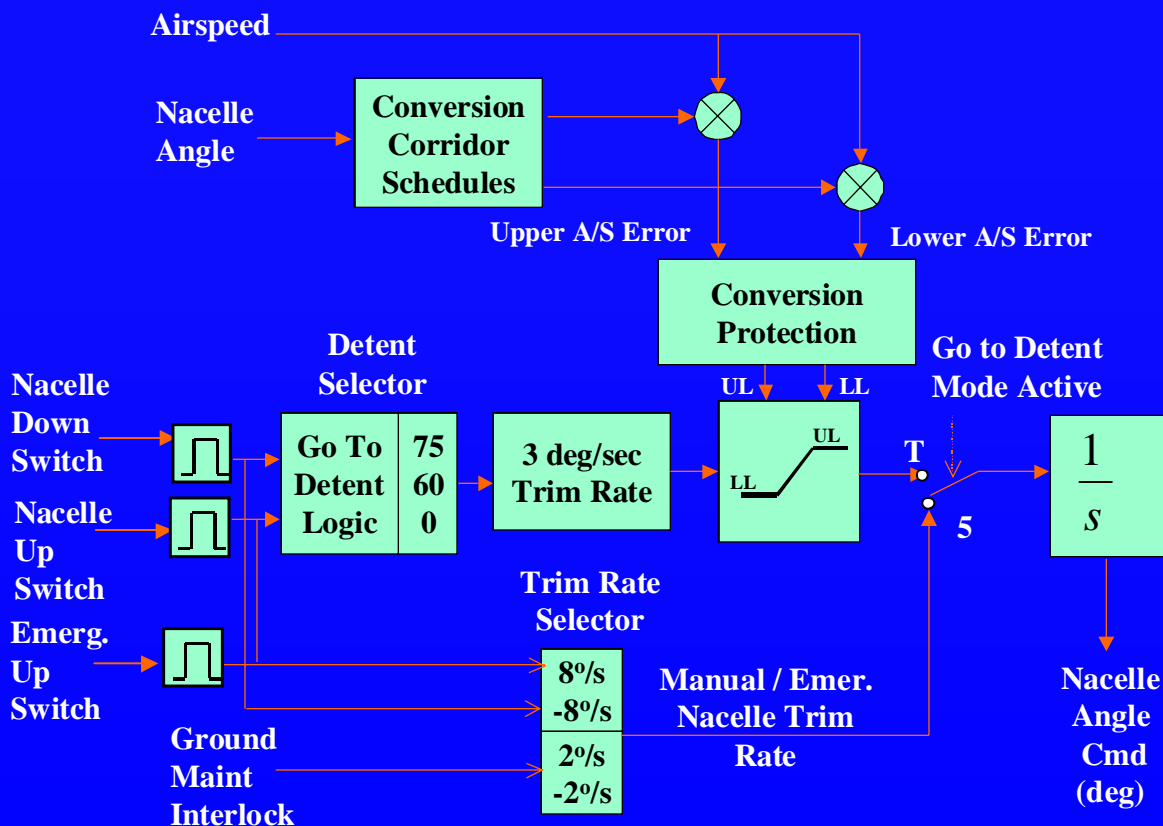 Airspeed
Nacelle
Angle
Conversion
Corridor
Schedules
Upper A/S Error
Lower A/S Error
Conversion
Protection
UL
LL
Go to Detent
Mode Active
Detent
Selector
Nacelle
Down
Switch
Go To
Detent
Logic
75
60
0
3 deg/sec
Trim Rate
UL
LL
T
5
1
s
Nacelle
Up
Switch
Trim Rate
Selector
Emerg.
Up
Switch
8º/s
-8º/s
2º/s
-2º/s
Manual / Emer.
Nacelle Trim
Rate
Nacelle
Angle
Cmd
(deg)
Ground
Maint
Interlock